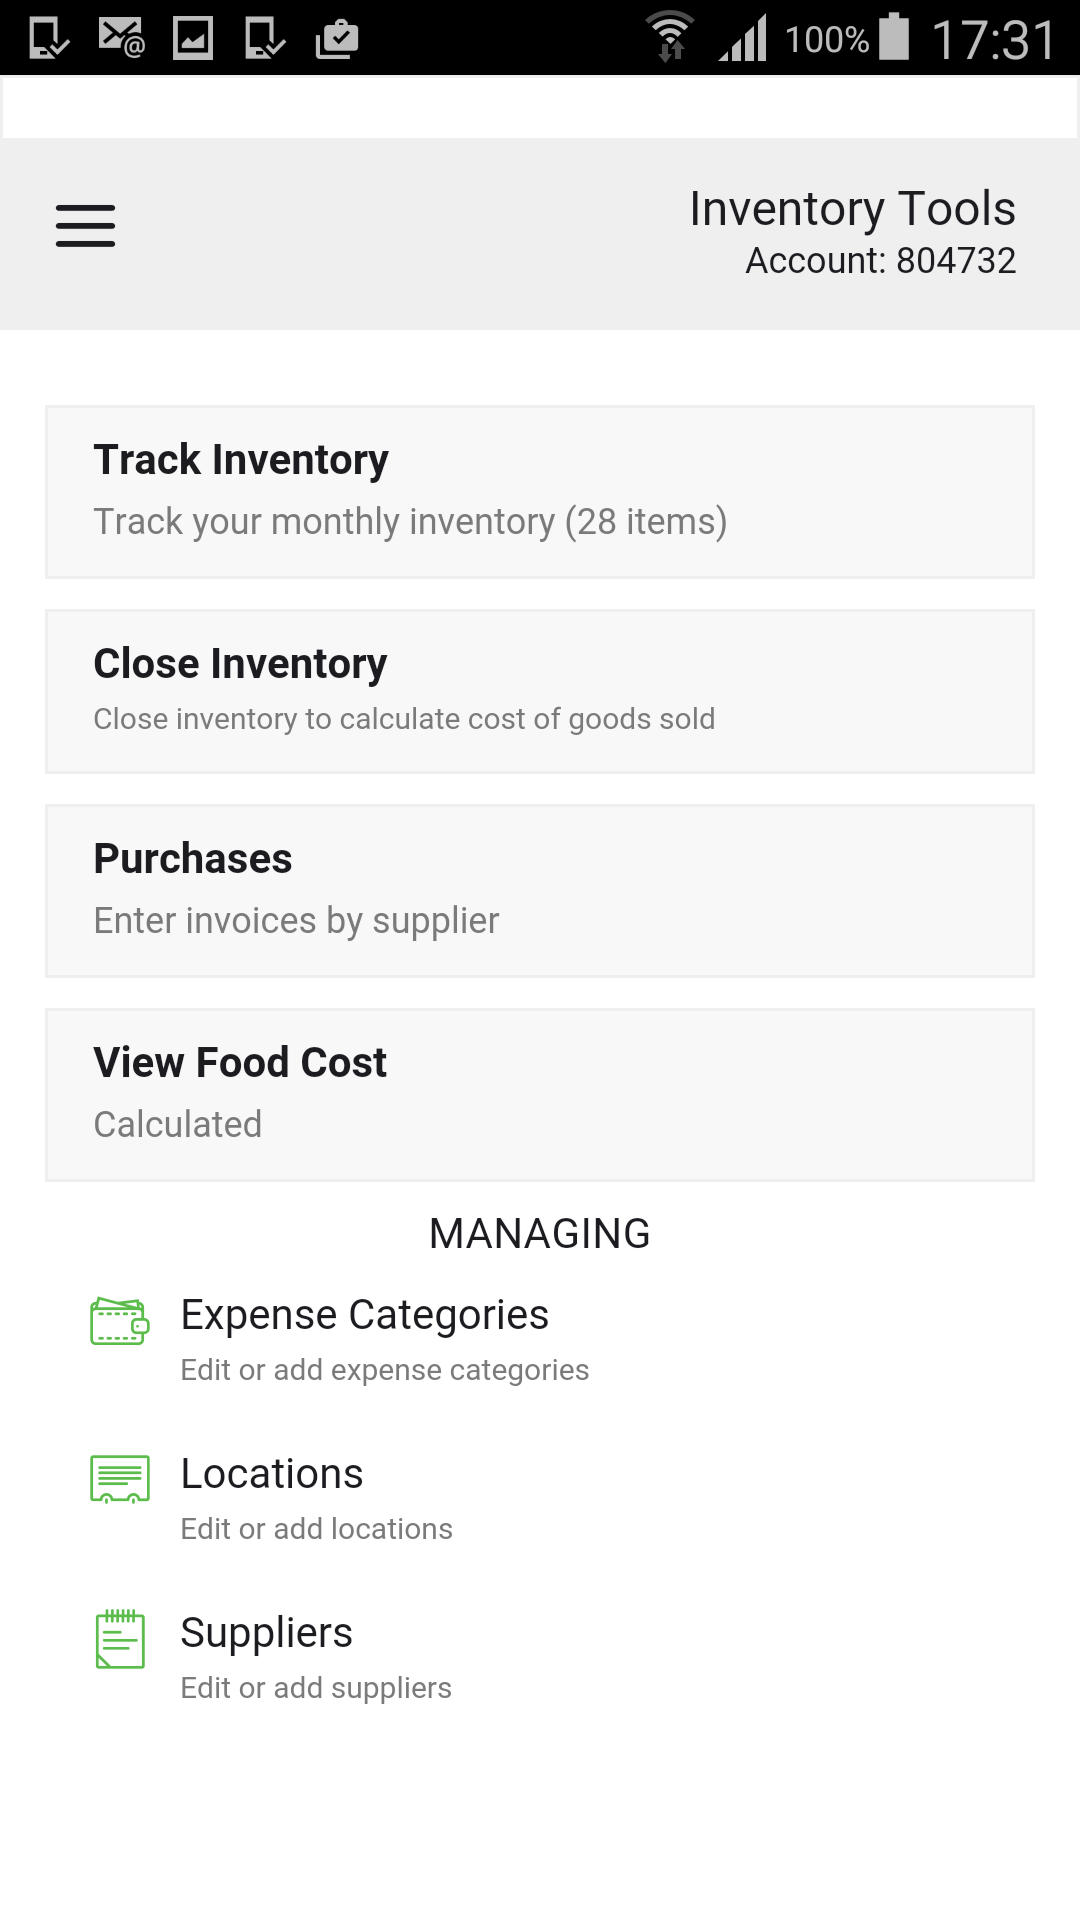 100% 17:31
Inventory Tools
Account: 804732
Track Inventory
Track your monthly inventory (28 items)
Close Inventory
Close inventory to calculate cost of goods sold
Purchases
Enter invoices by supplier
View Food Cost
Calculated
MANAGING
Expense Categories
Edit or add expense categories
Locations
Edit or add locations
Suppliers
Edit or add suppliers